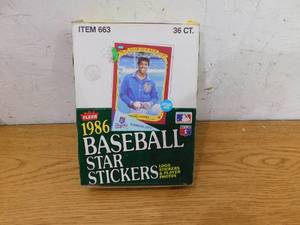 ITEM 663
36 CT.
FLEER
1986
BASEBALL
STAR
STICKERS
LOGO
STICKERS
& PLAYER
PHOTOS